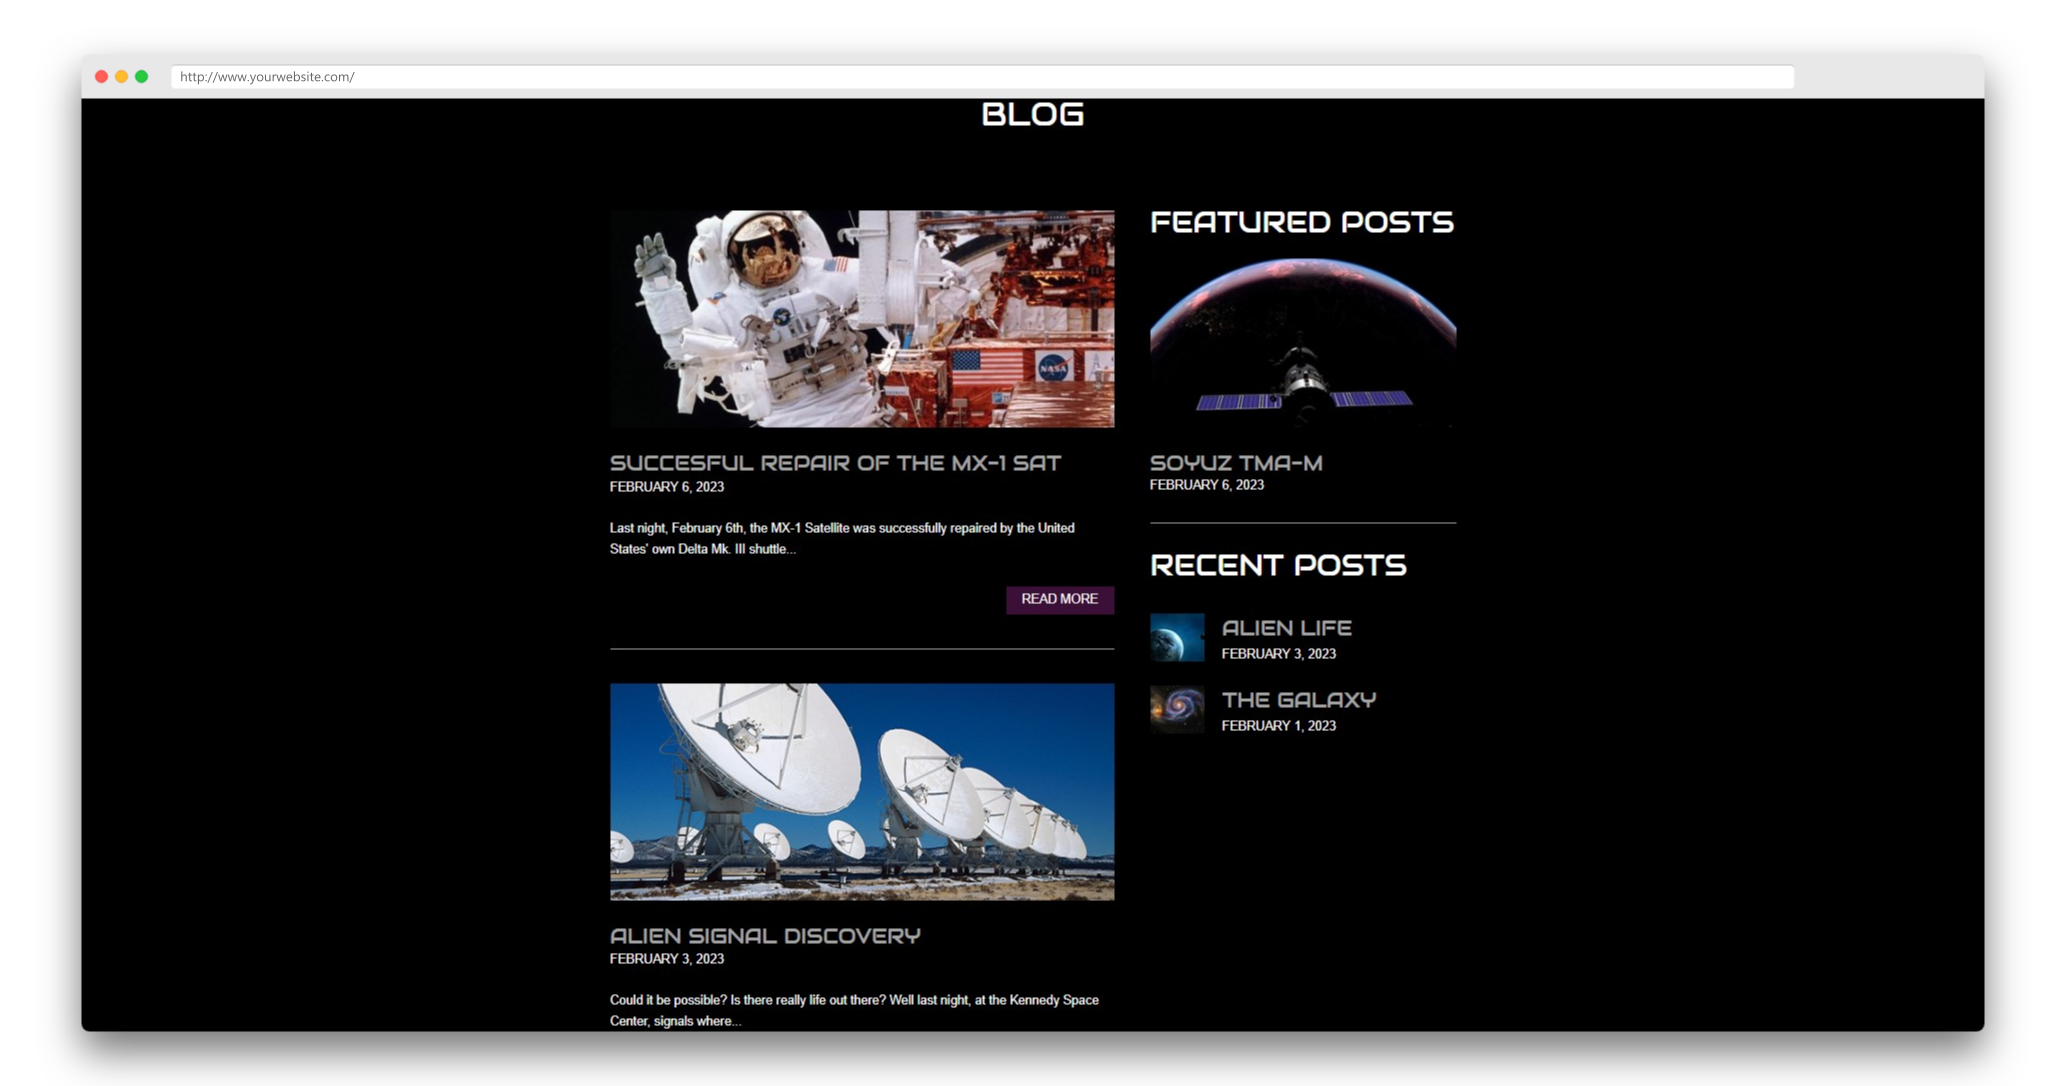 http://www.yourwebsite.com/
BLOG
NASA
SUCCESFUL REPAIR OF THE MX-1 SAT
FEBRUARY 6, 2023
Last night, February 6th, the MX-1 Satellite was successfully repaired by the United
States' own Delta Mk. III shuttle...
READ MORE
ALIEN SIGNAL DISCOVERY
FEBRUARY 3, 2023
Could it be possible? Is there really life out there? Well last night, at the Kennedy Space
Center, signals where...
FEATURED POSTS
SOYUZ TMA-M
FEBRUARY 6, 2023
RECENT POSTS
ALIEN LIFE
FEBRUARY 3, 2023
THE GALAXY
FEBRUARY 1, 2023